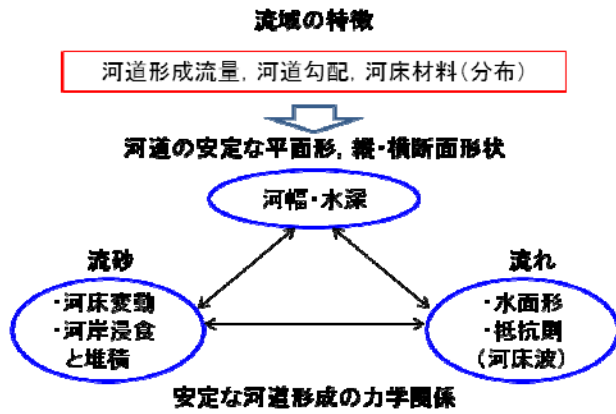 流域の特徴
河道形成流量, 河道勾配, 河床材料(分布)
河道の安定な平面形, 縦・横断面形状
河幅・水深
流砂
流れ
・河床変動
・河岸浸食
と堆積
・水面形
・抵抗則
(河床波)
安定な河道形成の力学関係